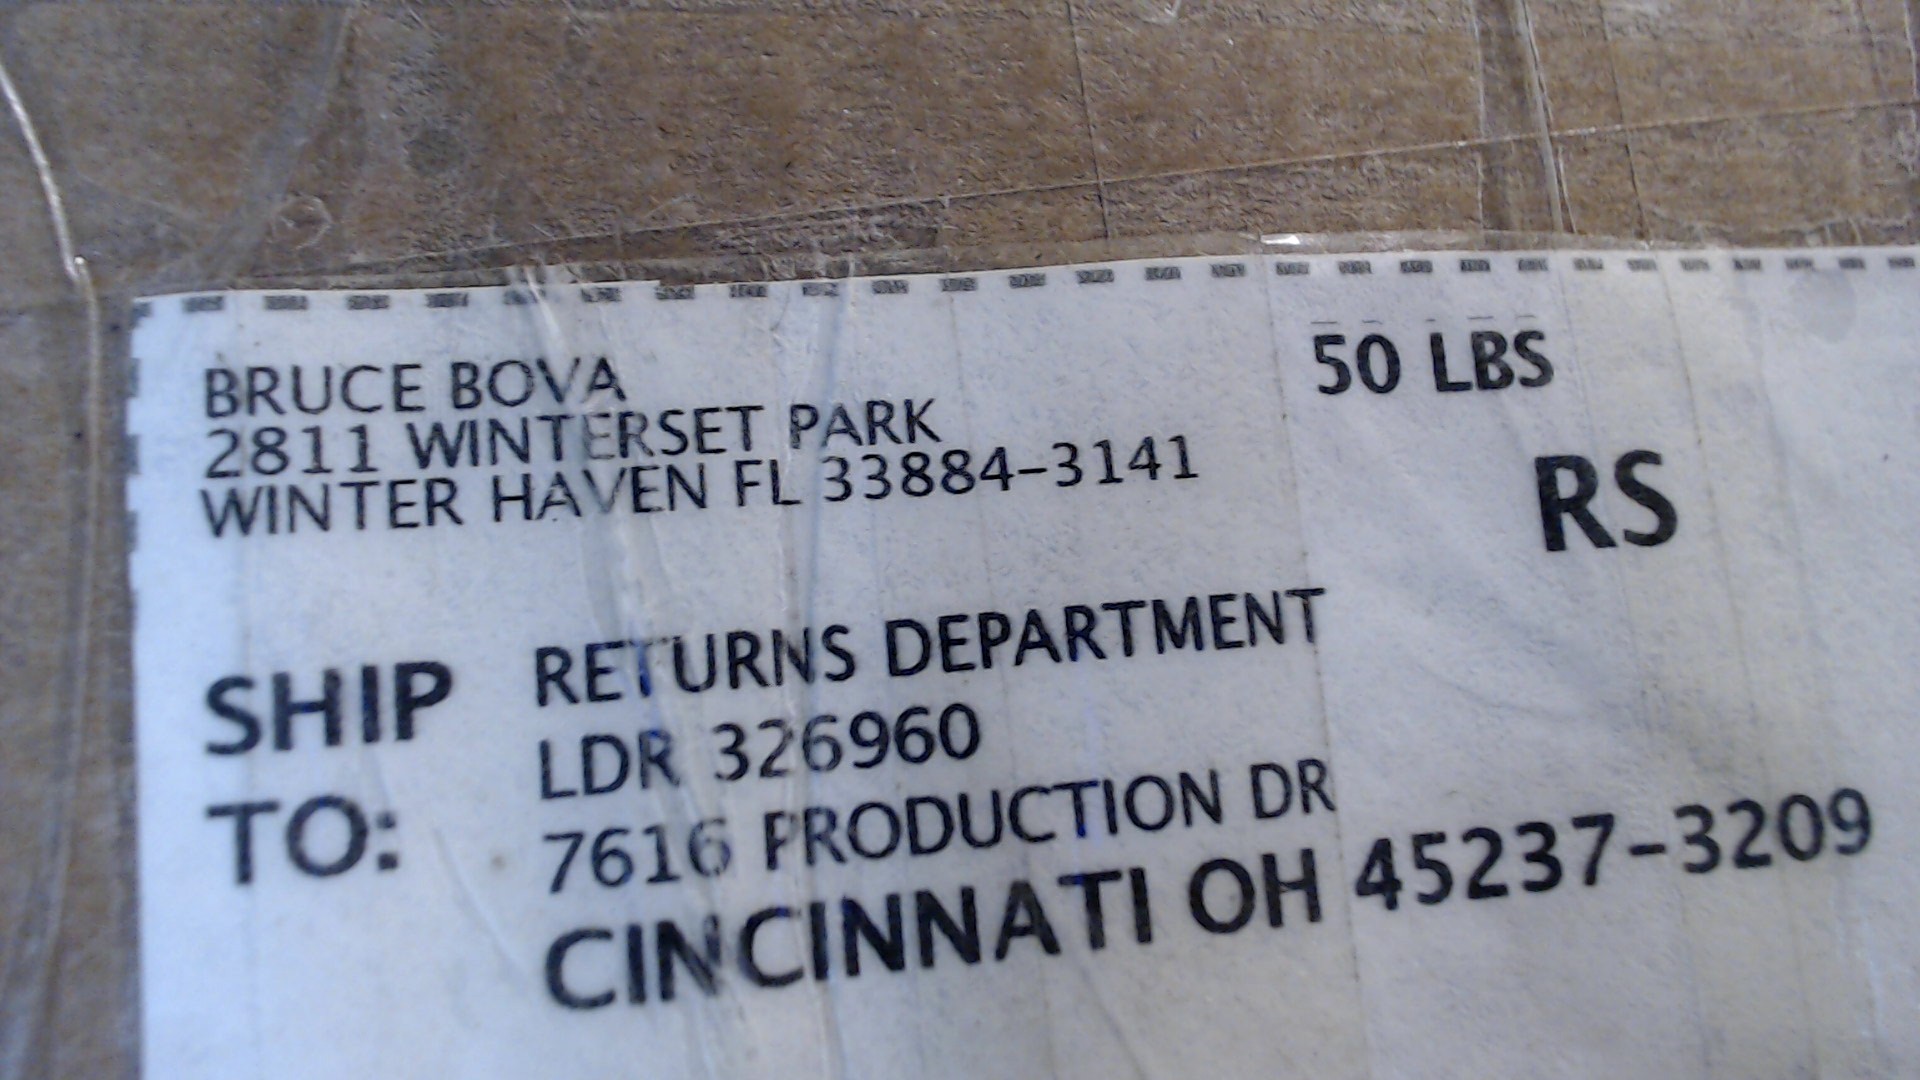 BRUCE BOVA
2811 WINTERSET PARK
WINTER HAVEN FL 33884-3141
50 LBS
RS
SHIP TO:
RETURNS DEPARTMENT
LDR 326960
7616 PRODUCTION DR
CINCINNATI OH 45237-3209